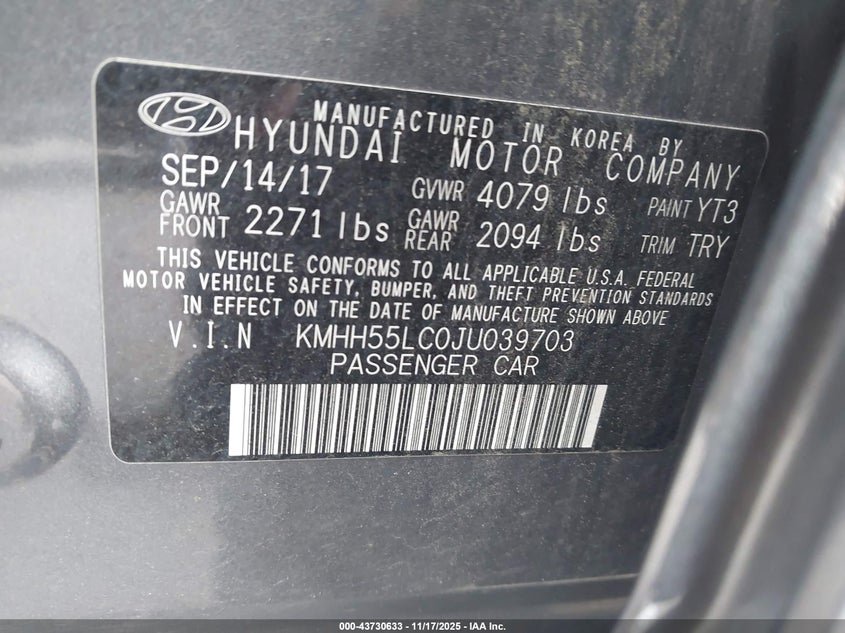 MANUFACTURED IN KOREA BY
HYUNDAI MOTOR COMPANY
SEP/14/17 GVWR 4079 lbs PAINT YT3
GAWR FRONT 2271 lbs GAWR REAR 2094 lbs TRIM TRY
THIS VEHICLE CONFORMS TO ALL APPLICABLE U.S.A. FEDERAL
MOTOR VEHICLE SAFETY, BUMPER, AND THEFT PREVENTION STANDARDS
IN EFFECT ON THE DATE OF MANUFACTURE SHOWN ABOVE
V.I.N KMHH55LC0JU039703
PASSENGER CAR
000-43730633 - 11/17/2025 - IAA Inc.